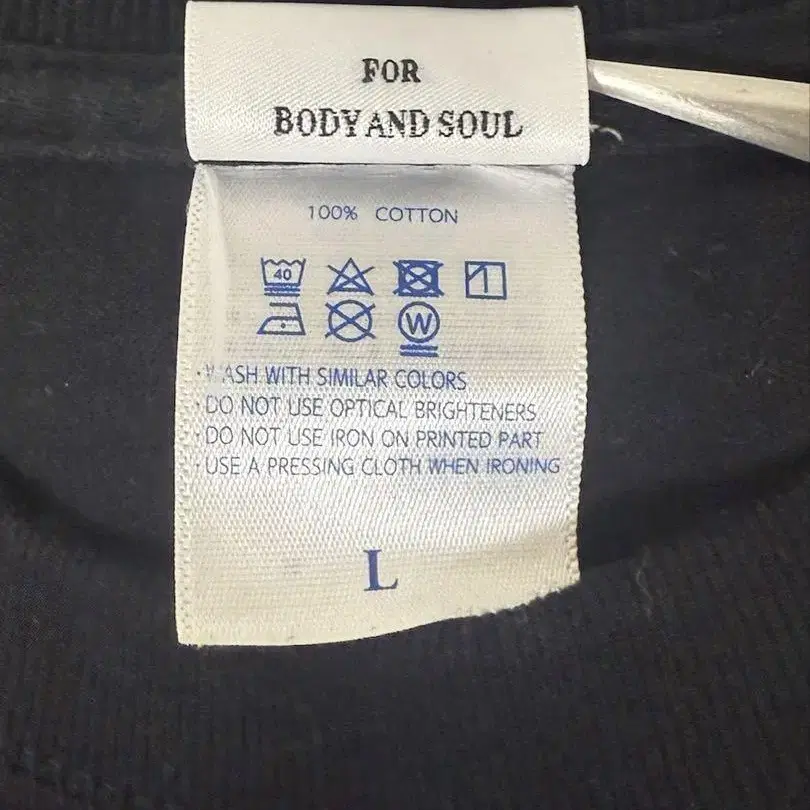 FOR
BODY AND SOUL
100% COTTON
40
W
·WASH WITH SIMILAR COLORS
·DO NOT USE OPTICAL BRIGHTENERS
·DO NOT USE IRON ON PRINTED PART
·USE A PRESSING CLOTH WHEN IRONING
L